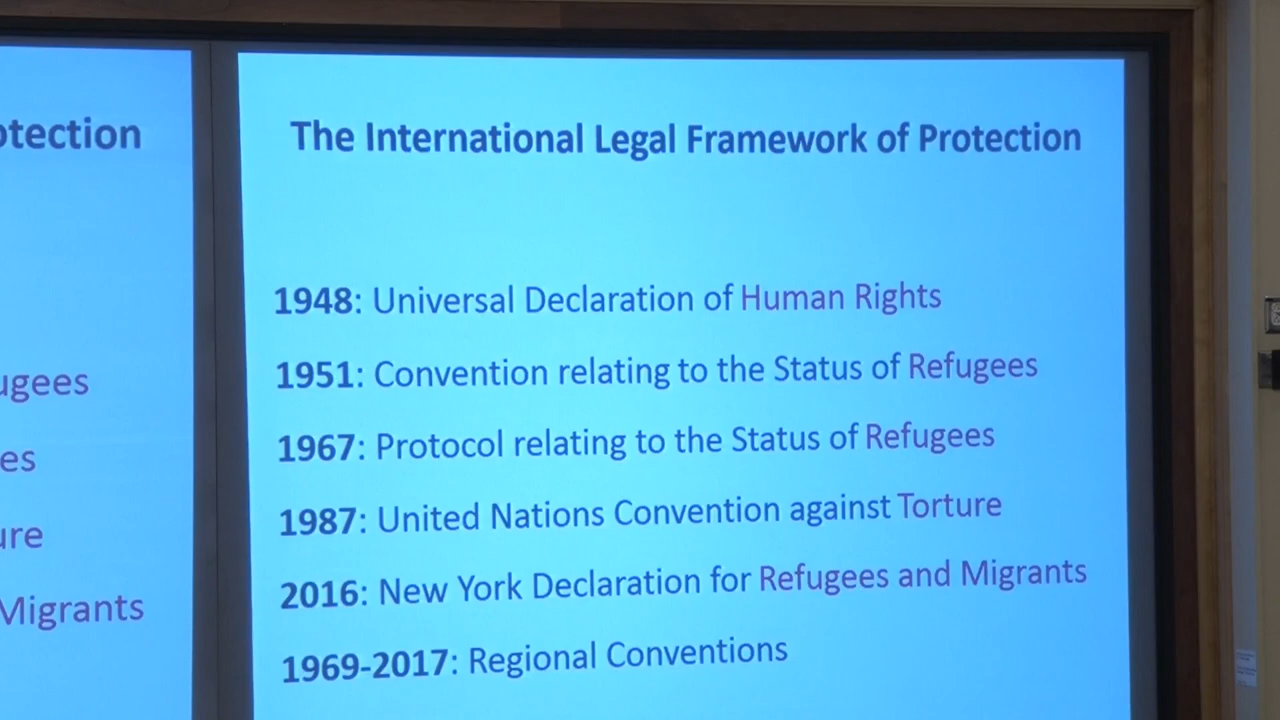 otection
ugees
es
ure
Migrants
The International Legal Framework of Protection
1948: Universal Declaration of Human Rights
1951: Convention relating to the Status of Refugees
1967: Protocol relating to the Status of Refugees
1987: United Nations Convention against Torture
2016: New York Declaration for Refugees and Migrants
1969-2017: Regional Conventions